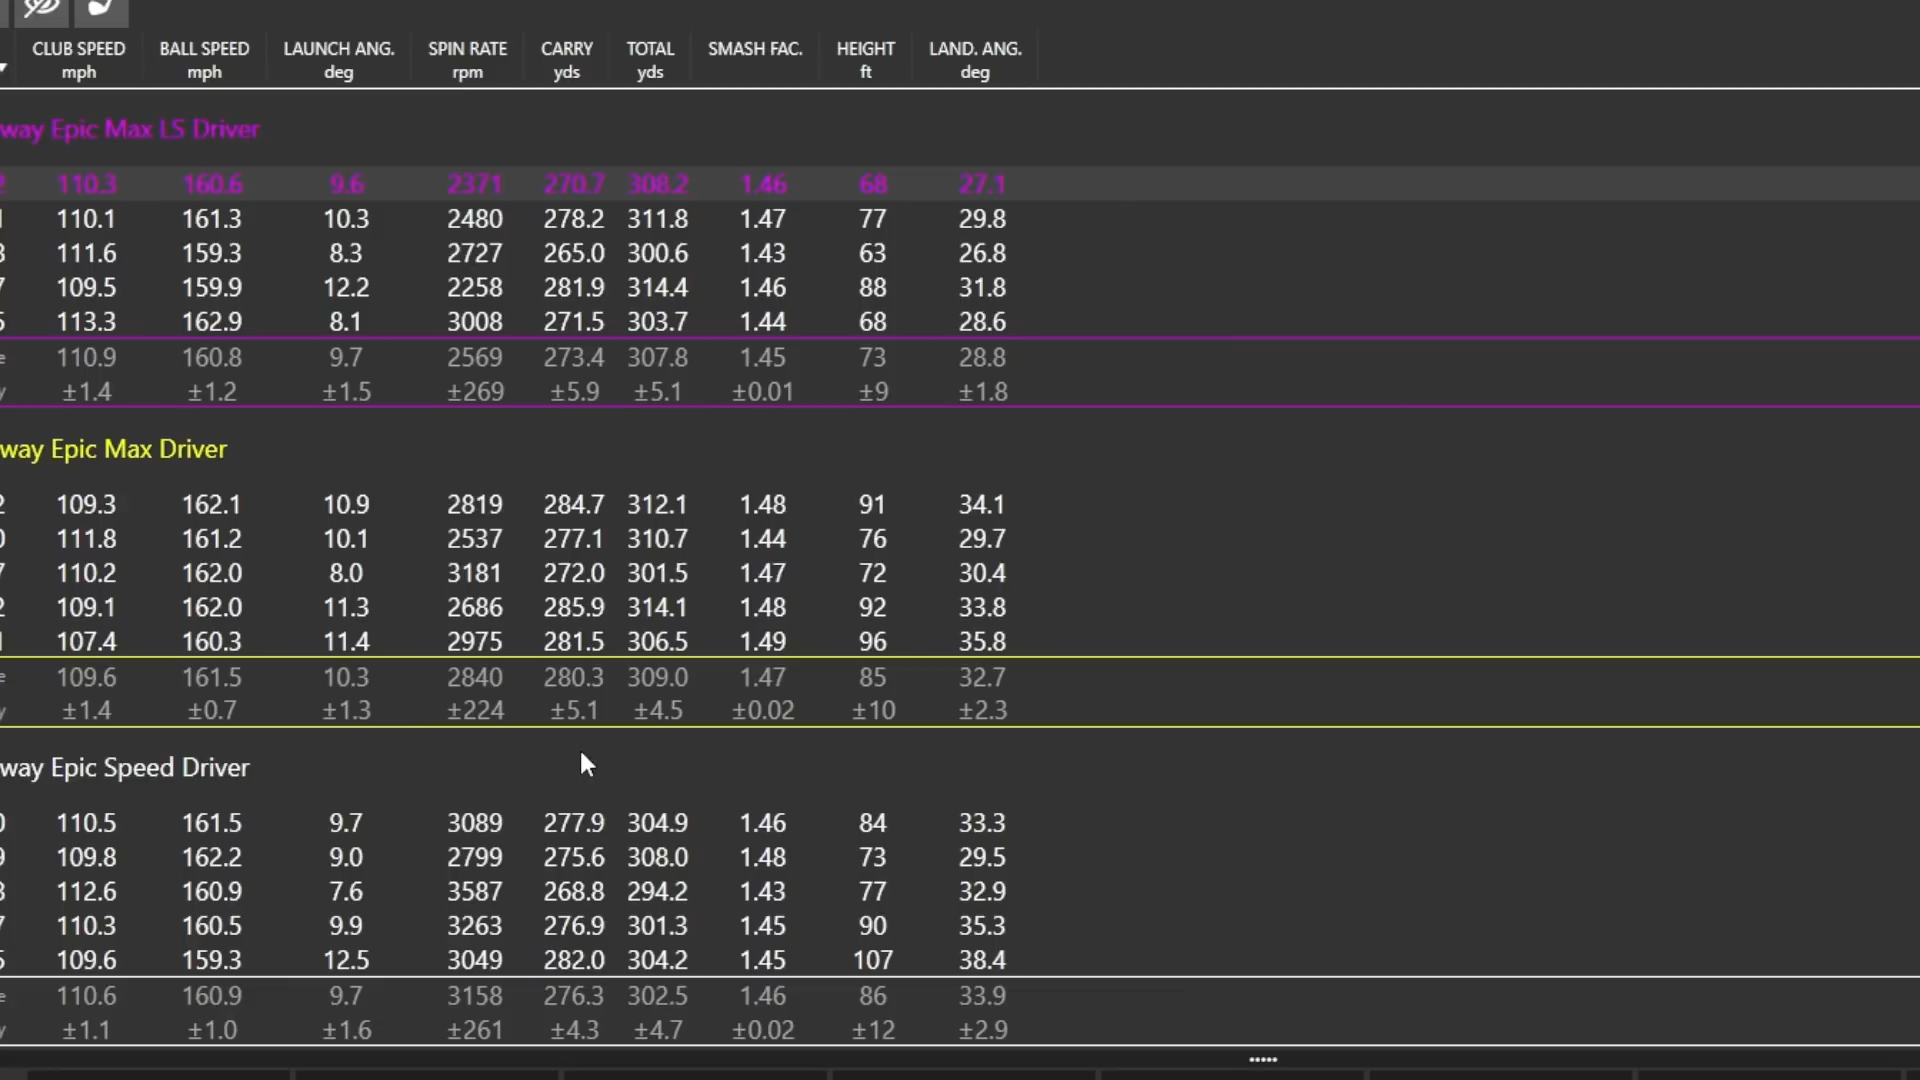 CLUB SPEED BALL SPEED LAUNCH ANG. SPIN RATE CARRY TOTAL SMASH FAC. HEIGHT LAND. ANG.
mph mph deg rpm yds yds ft deg
way Epic Max LS Driver
2 110.3 160.6 9.6 2371 270.7 308.2 1.46 68 27.1
1 110.1 161.3 10.3 2480 278.2 311.8 1.47 77 29.8
3 111.6 159.3 8.3 2727 265.0 300.6 1.43 63 26.8
7 109.5 159.9 12.2 2258 281.9 314.4 1.46 88 31.8
5 113.3 162.9 8.1 3008 271.5 303.7 1.44 68 28.6
e 110.9 160.8 9.7 2569 273.4 307.8 1.45 73 28.8
y ±1.4 ±1.2 ±1.5 ±269 ±5.9 ±5.1 ±0.01 ±9 ±1.8
way Epic Max Driver
2 109.3 162.1 10.9 2819 284.7 312.1 1.48 91 34.1
0 111.8 161.2 10.1 2537 277.1 310.7 1.44 76 29.7
7 110.2 162.0 8.0 3181 272.0 301.5 1.47 72 30.4
2 109.1 162.0 11.3 2686 285.9 314.1 1.48 92 33.8
1 107.4 160.3 11.4 2975 281.5 306.5 1.49 96 35.8
e 109.6 161.5 10.3 2840 280.3 309.0 1.47 85 32.7
y ±1.4 ±0.7 ±1.3 ±224 ±5.1 ±4.5 ±0.02 ±10 ±2.3
way Epic Speed Driver
0 110.5 161.5 9.7 3089 277.9 304.9 1.46 84 33.3
9 109.8 162.2 9.0 2799 275.6 308.0 1.48 73 29.5
8 112.6 160.9 7.6 3587 268.8 294.2 1.43 77 32.9
7 110.3 160.5 9.9 3263 276.9 301.3 1.45 90 35.3
5 109.6 159.3 12.5 3049 282.0 304.2 1.45 107 38.4
e 110.6 160.9 9.7 3158 276.3 302.5 1.46 86 33.9
y ±1.1 ±1.0 ±1.6 ±261 ±4.3 ±4.7 ±0.02 ±12 ±2.9